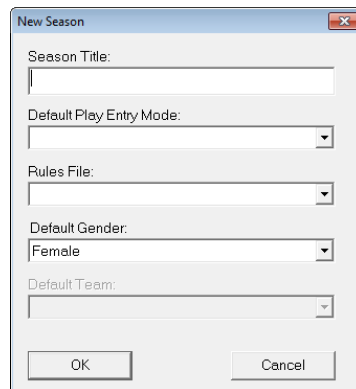 New Season
Season Title:
Default Play Entry Mode:
Rules File:
Default Gender:
Female
Default Team:
OK Cancel